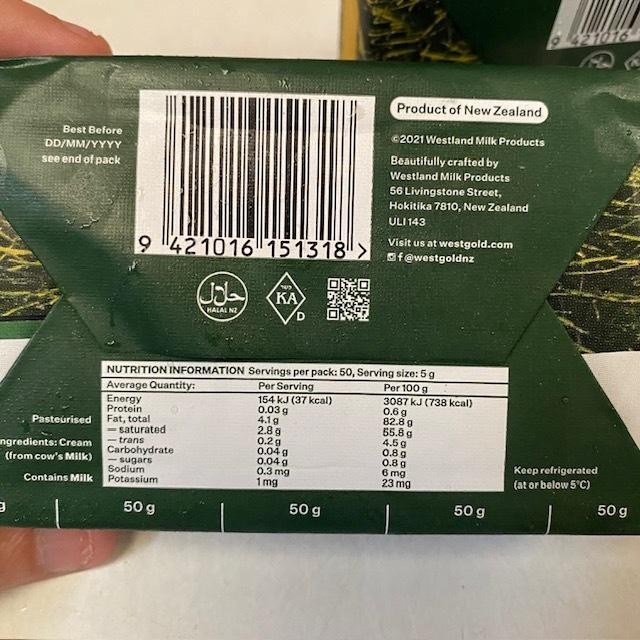 Best Before
DD/MM/YYYY
see end of pack
9 421016 151318 >
Product of New Zealand
©2021 Westland Milk Products
Beautifully crafted by
Westland Milk Products
56 Livingstone Street,
Hokitika 7810, New Zealand
ULI143
Visit us at westgold.com
f @westgoldnz
حلال
HALAL NZ
כשר
KA
D
NUTRITION INFORMATION Servings per pack: 50, Serving size: 5 g
Average Quantity: Per Serving Per 100 g
Energy 154 kJ (37 kcal) 3087 kJ (738 kcal)
Protein 0.03 g 0.6 g
Fat, total 4.1 g 82.8 g
— saturated 2.8 g 55.8 g
— trans 0.2 g 4.5 g
Carbohydrate 0.04 g 0.8 g
— sugars 0.04 g 0.8 g
Sodium 0.3 mg 6 mg
Potassium 1 mg 23 mg
Pasteurised
ngredients: Cream
(from cow's Milk)
Contains Milk
Keep refrigerated
(at or below 5°C)
g 50 g 50 g 50 g 50 g